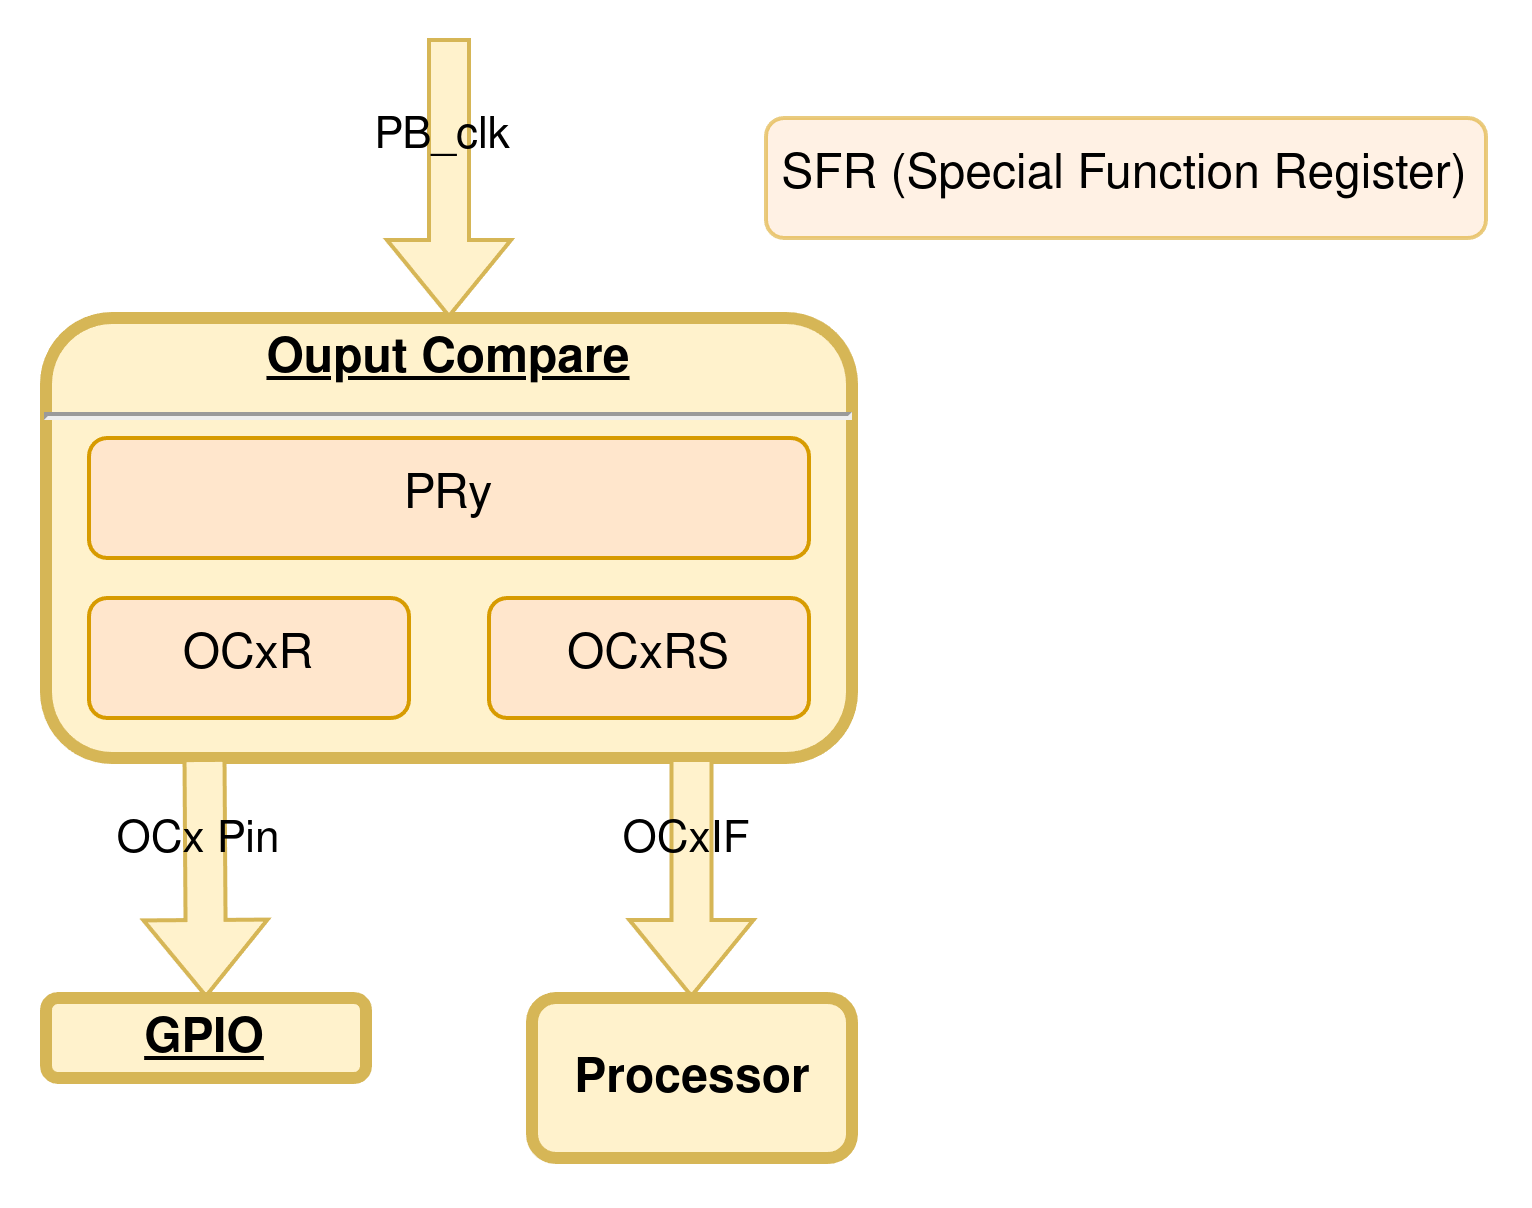 PB_clk
SFR (Special Function Register)
Ouput Compare
PRy
OCxR
OCxRS
OCx Pin
OCxIF
GPIO
Processor